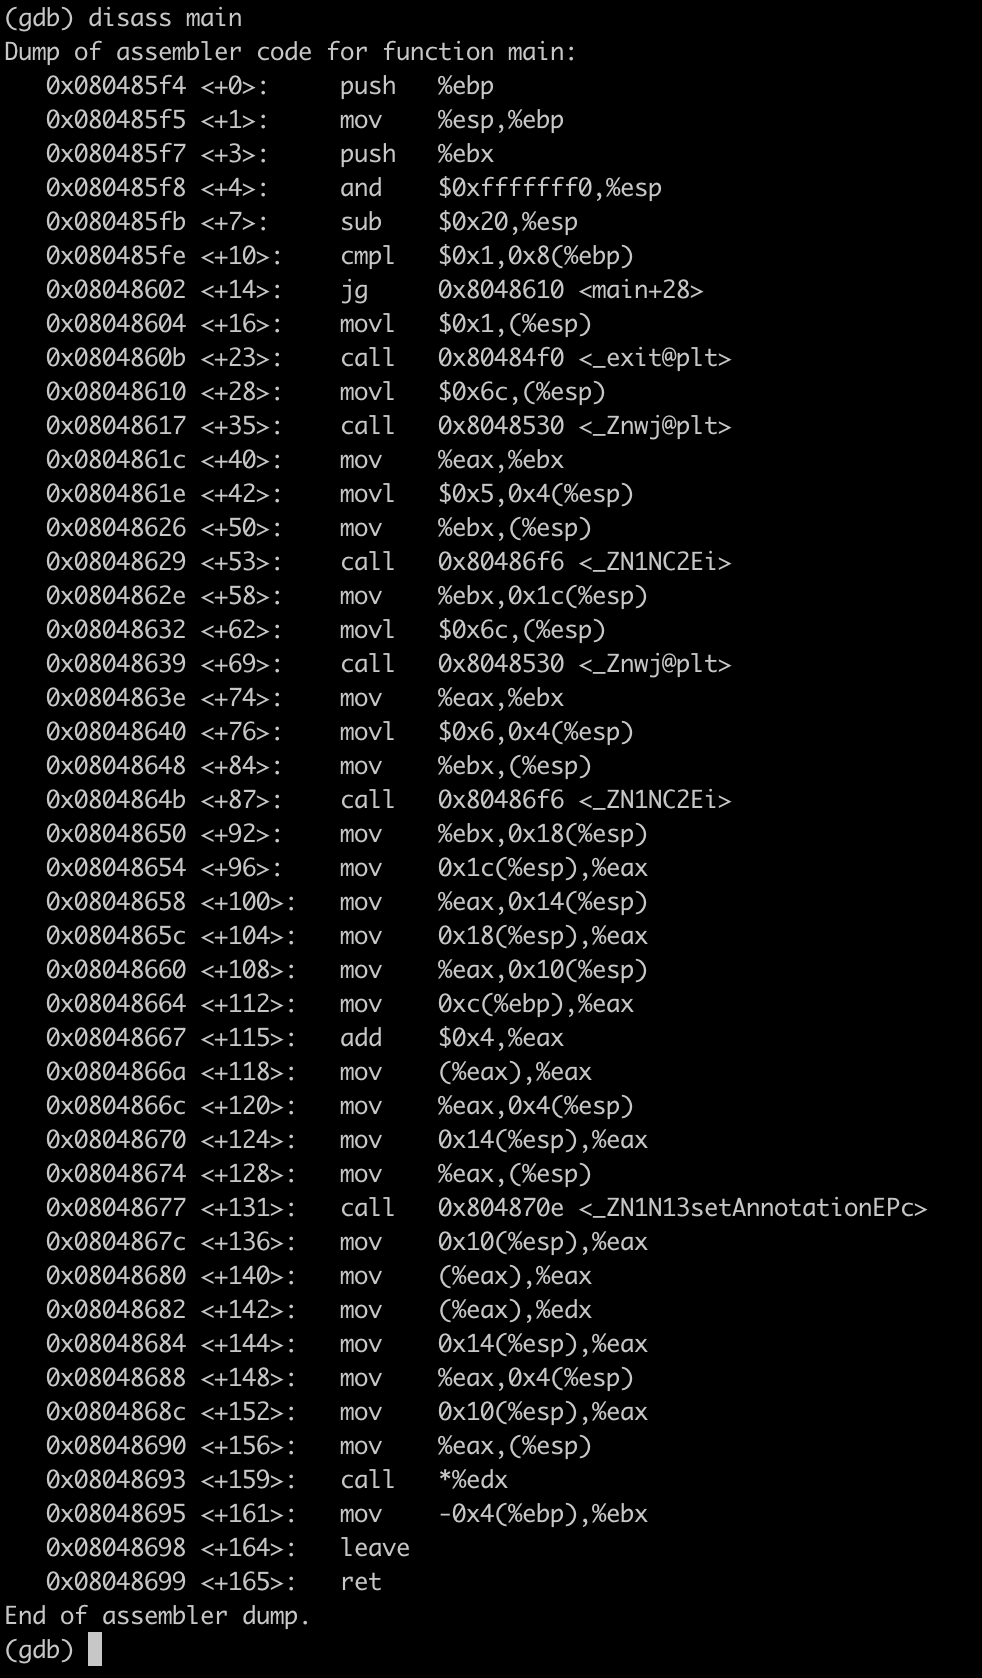 (gdb) disass main
Dump of assembler code for function main:
   0x080485f4 <+0>:     push   %ebp
   0x080485f5 <+1>:     mov    %esp,%ebp
   0x080485f7 <+3>:     push   %ebx
   0x080485f8 <+4>:     and    $0xfffffff0,%esp
   0x080485fb <+7>:     sub    $0x20,%esp
   0x080485fe <+10>:    cmpl   $0x1,0x8(%ebp)
   0x08048602 <+14>:    jg     0x8048610 <main+28>
   0x08048604 <+16>:    movl   $0x1,(%esp)
   0x0804860b <+23>:    call   0x80484f0 <_exit@plt>
   0x08048610 <+28>:    movl   $0x6c,(%esp)
   0x08048617 <+35>:    call   0x8048530 <_Znwj@plt>
   0x0804861c <+40>:    mov    %eax,%ebx
   0x0804861e <+42>:    movl   $0x5,0x4(%esp)
   0x08048626 <+50>:    mov    %ebx,(%esp)
   0x08048629 <+53>:    call   0x80486f6 <_ZN1NC2Ei>
   0x0804862e <+58>:    mov    %ebx,0x1c(%esp)
   0x08048632 <+62>:    movl   $0x6c,(%esp)
   0x08048639 <+69>:    call   0x8048530 <_Znwj@plt>
   0x0804863e <+74>:    mov    %eax,%ebx
   0x08048640 <+76>:    movl   $0x6,0x4(%esp)
   0x08048648 <+84>:    mov    %ebx,(%esp)
   0x0804864b <+87>:    call   0x80486f6 <_ZN1NC2Ei>
   0x08048650 <+92>:    mov    %ebx,0x18(%esp)
   0x08048654 <+96>:    mov    0x1c(%esp),%eax
   0x08048658 <+100>:   mov    %eax,0x14(%esp)
   0x0804865c <+104>:   mov    0x18(%esp),%eax
   0x08048660 <+108>:   mov    %eax,0x10(%esp)
   0x08048664 <+112>:   mov    0xc(%ebp),%eax
   0x08048667 <+115>:   add    $0x4,%eax
   0x0804866a <+118>:   mov    (%eax),%eax
   0x0804866c <+120>:   mov    %eax,0x4(%esp)
   0x08048670 <+124>:   mov    0x14(%esp),%eax
   0x08048674 <+128>:   mov    %eax,(%esp)
   0x08048677 <+131>:   call   0x804870e <_ZN1N13setAnnotationEPc>
   0x0804867c <+136>:   mov    0x10(%esp),%eax
   0x08048680 <+140>:   mov    (%eax),%eax
   0x08048682 <+142>:   mov    (%eax),%edx
   0x08048684 <+144>:   mov    0x14(%esp),%eax
   0x08048688 <+148>:   mov    %eax,0x4(%esp)
   0x0804868c <+152>:   mov    0x10(%esp),%eax
   0x08048690 <+156>:   mov    %eax,(%esp)
   0x08048693 <+159>:   call   *%edx
   0x08048695 <+161>:   mov    -0x4(%ebp),%ebx
   0x08048698 <+164>:   leave
   0x08048699 <+165>:   ret
End of assembler dump.
(gdb)